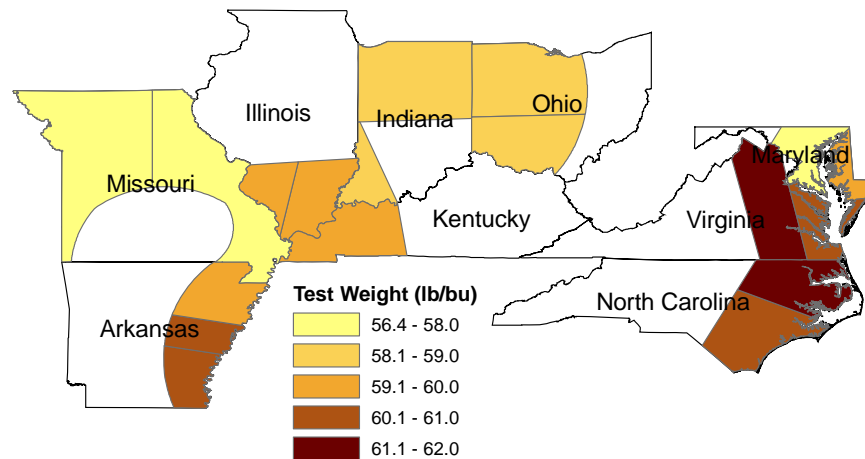 Illinois
Indiana
Ohio
Missouri
Maryland
Kentucky
Virginia
Arkansas
North Carolina
Test Weight (lb/bu)
56.4 - 58.0
58.1 - 59.0
59.1 - 60.0
60.1 - 61.0
61.1 - 62.0